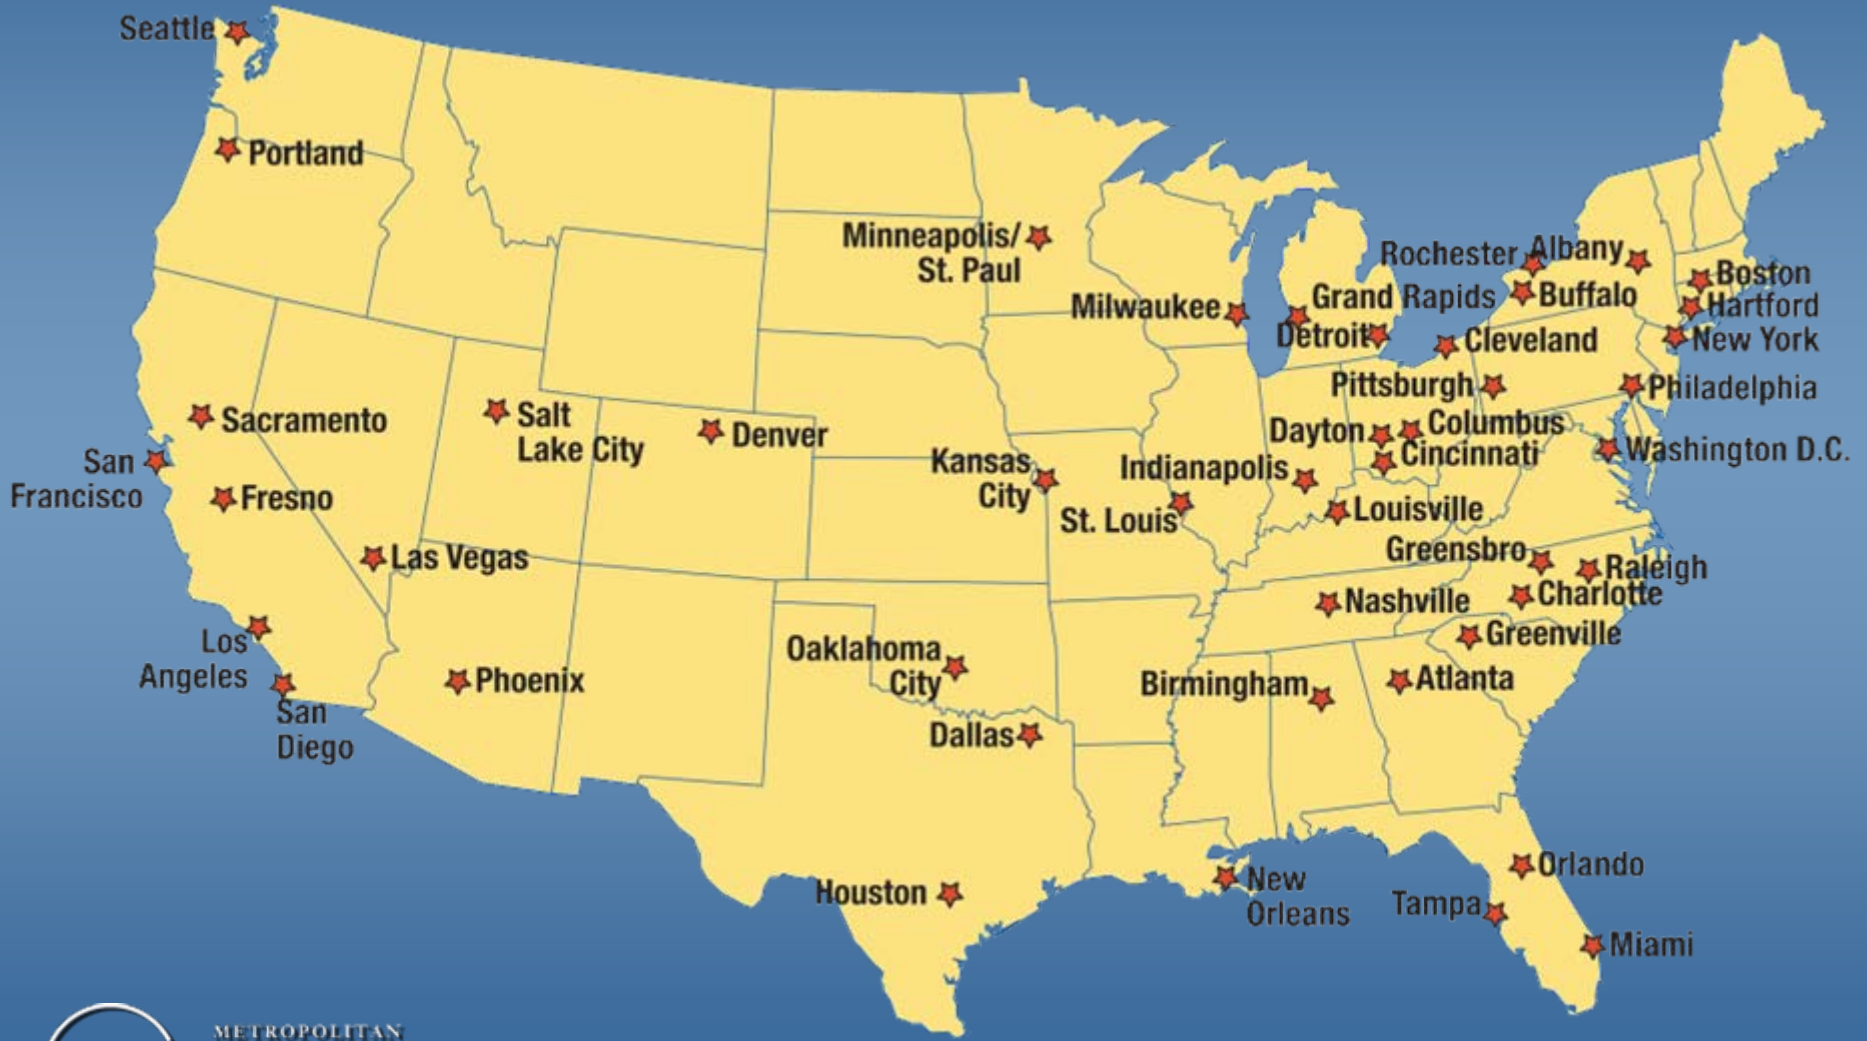 Seattle
Portland
Minneapolis/
St. Paul
Rochester
Albany
Boston
Grand Rapids
Buffalo
Hartford
Milwaukee
Detroit
Cleveland
New York
Pittsburgh
Philadelphia
Sacramento
Salt
Lake City
Denver
Dayton
Columbus
Cincinnati
Washington D.C.
San
Francisco
Kansas
City
Indianapolis
Fresno
St. Louis
Louisville
Las Vegas
Greensbro
Raleigh
Charlotte
Nashville
Los
Angeles
Oaklahoma
City
Greenville
Phoenix
Birmingham
Atlanta
San
Diego
Dallas
Houston
New
Orleans
Orlando
Tampa
Miami
METROPOLITAN